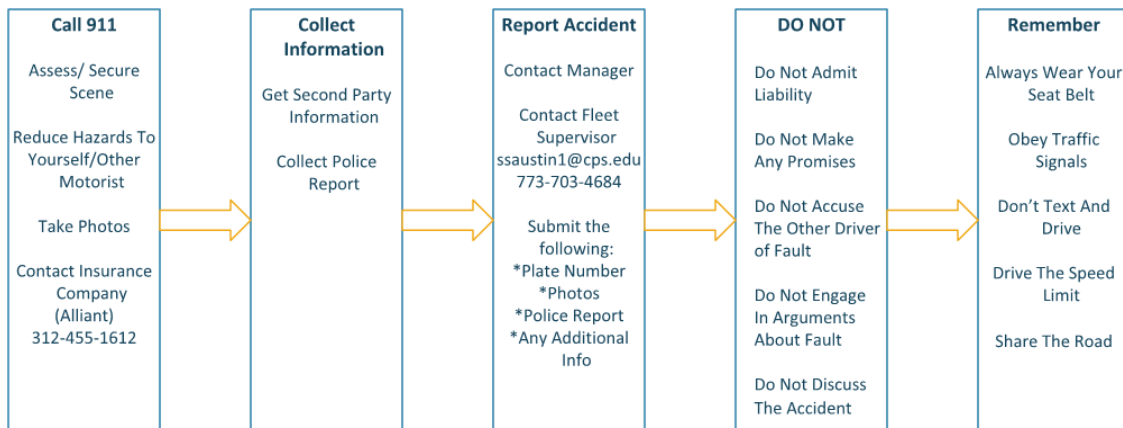 Call 911
Assess/ Secure
Scene
Reduce Hazards To
Yourself/Other
Motorist
Take Photos
Contact Insurance
Company
(Alliant)
312-455-1612
Collect
Information
Get Second Party
Information
Collect Police
Report
Report Accident
Contact Manager
Contact Fleet
Supervisor
ssaustin1@cps.edu
773-703-4684
Submit the
following:
*Plate Number
*Photos
*Police Report
*Any Additional
Info
DO NOT
Do Not Admit
Liability
Do Not Make
Any Promises
Do Not Accuse
The Other Driver
of Fault
Do Not Engage
In Arguments
About Fault
Do Not Discuss
The Accident
Remember
Always Wear Your
Seat Belt
Obey Traffic
Signals
Don’t Text And
Drive
Drive The Speed
Limit
Share The Road